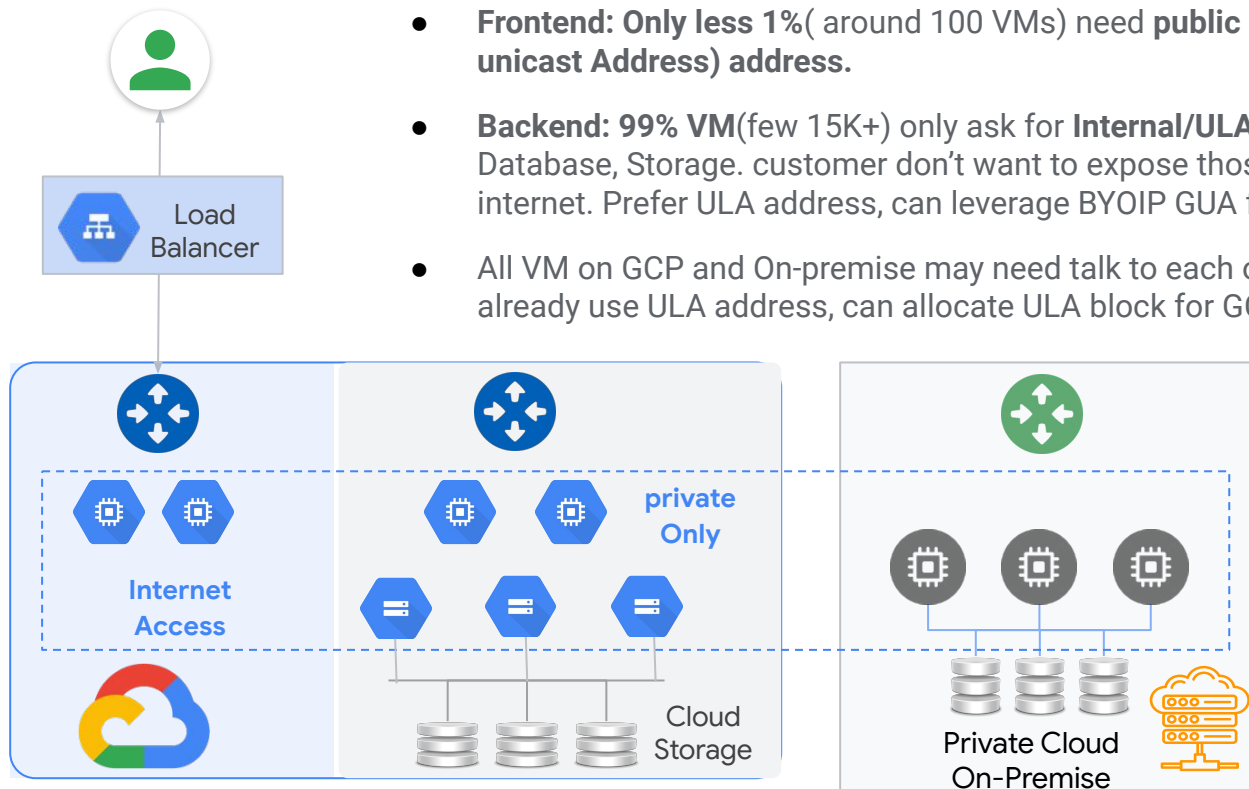 ● Frontend: Only less 1%( around 100 VMs) need public
unicast Address) address.
● Backend: 99% VM(few 15K+) only ask for Internal/ULA
Database, Storage. customer don’t want to expose thos
internet. Prefer ULA address, can leverage BYOIP GUA f
● All VM on GCP and On-premise may need talk to each o
already use ULA address, can allocate ULA block for GC
Load
Balancer
private
Only
Internet
Access
Cloud
Storage
Private Cloud
On-Premise